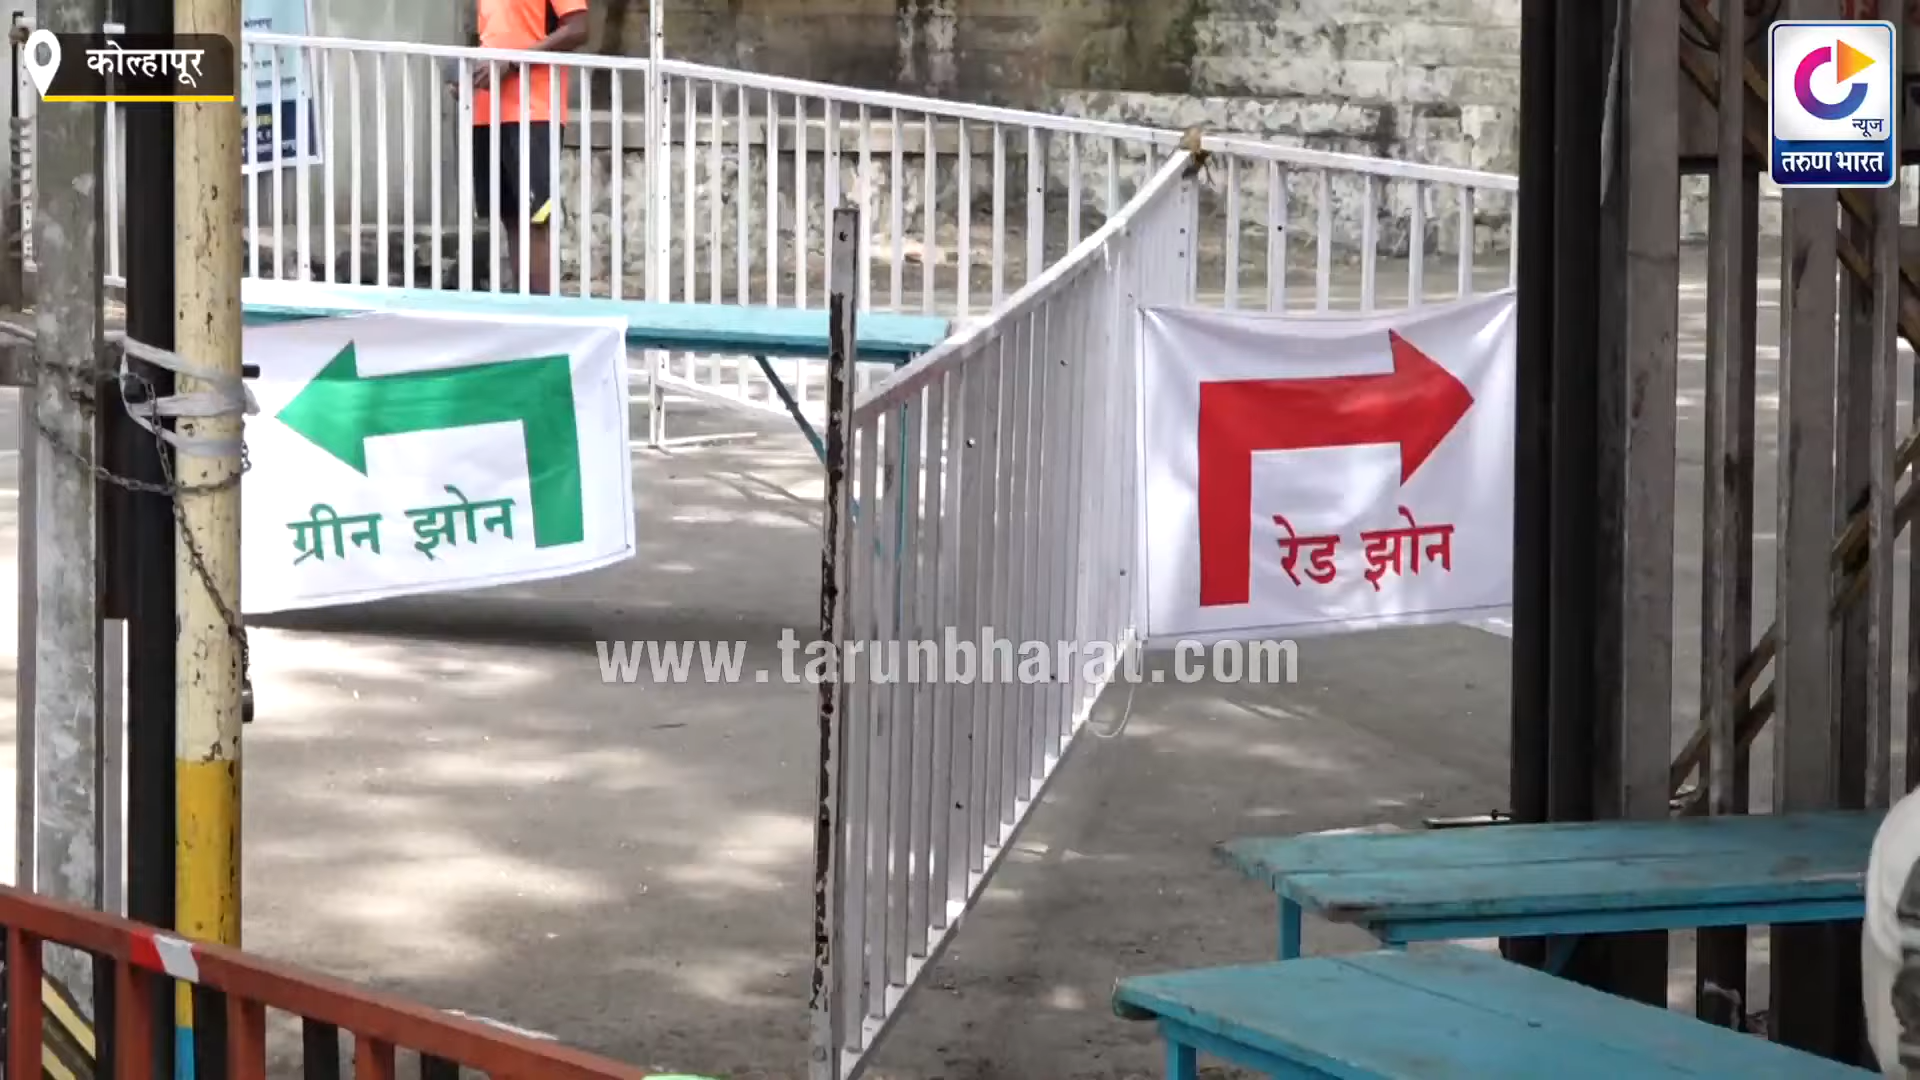 कोल्हापूर
न्यूज
तरुण भारत
ग्रीन झोन
रेड झोन
www.tarunbharat.com